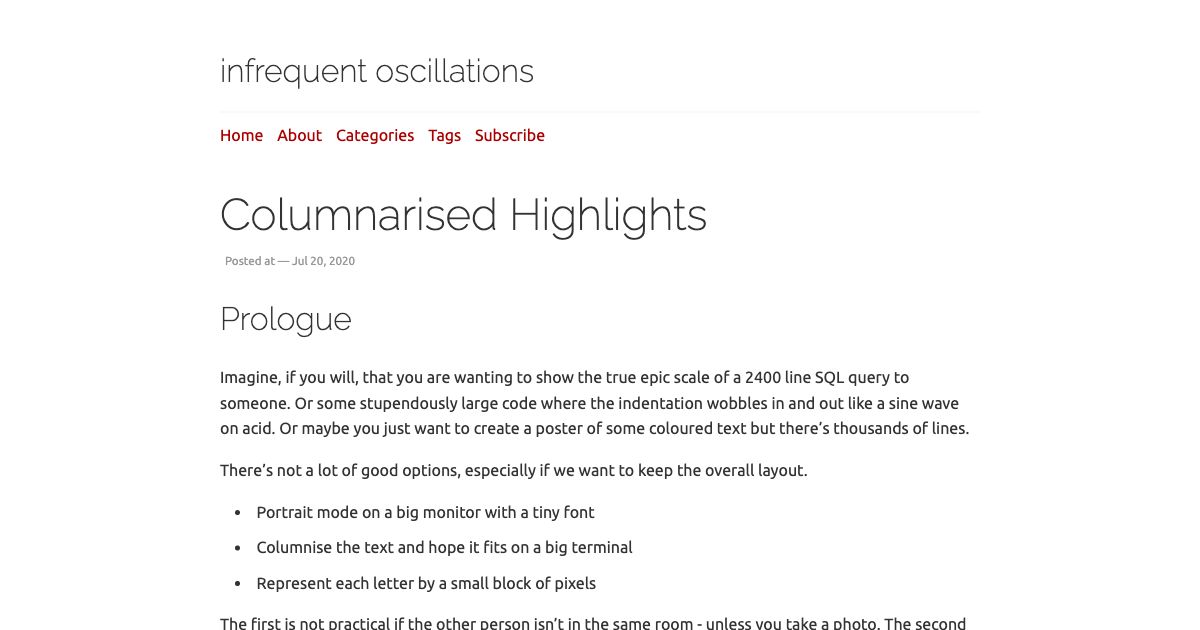 infrequent oscillations
Home About Categories Tags Subscribe
Columnarised Highlights
Posted at — Jul 20, 2020
Prologue
Imagine, if you will, that you are wanting to show the true epic scale of a 2400 line SQL query to
someone. Or some stupendously large code where the indentation wobbles in and out like a sine wave
on acid. Or maybe you just want to create a poster of some coloured text but there’s thousands of lines.
There’s not a lot of good options, especially if we want to keep the overall layout.
• Portrait mode on a big monitor with a tiny font
• Columnise the text and hope it fits on a big terminal
• Represent each letter by a small block of pixels
The first is not practical if the other person isn’t in the same room - unless you take a photo. The second